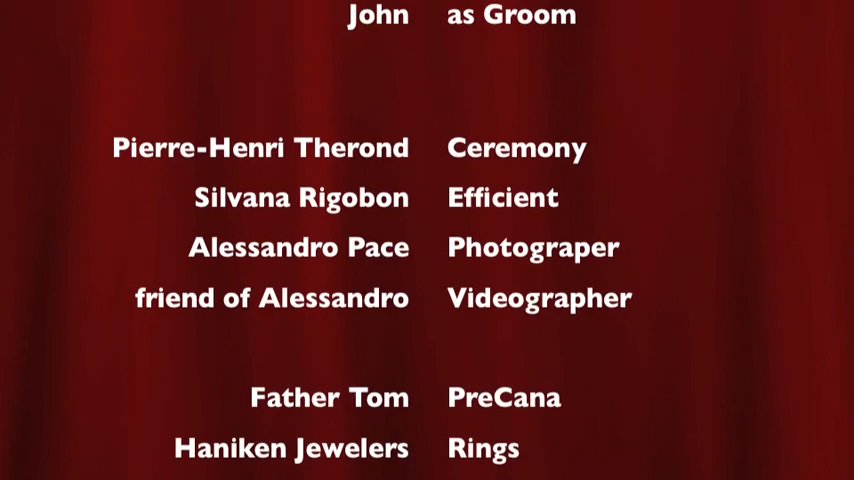 John as Groom
Pierre-Henri Therond Ceremony
Silvana Rigobon Efficient
Alessandro Pace Photograper
friend of Alessandro Videographer
Father Tom PreCana
Haniken Jewelers Rings